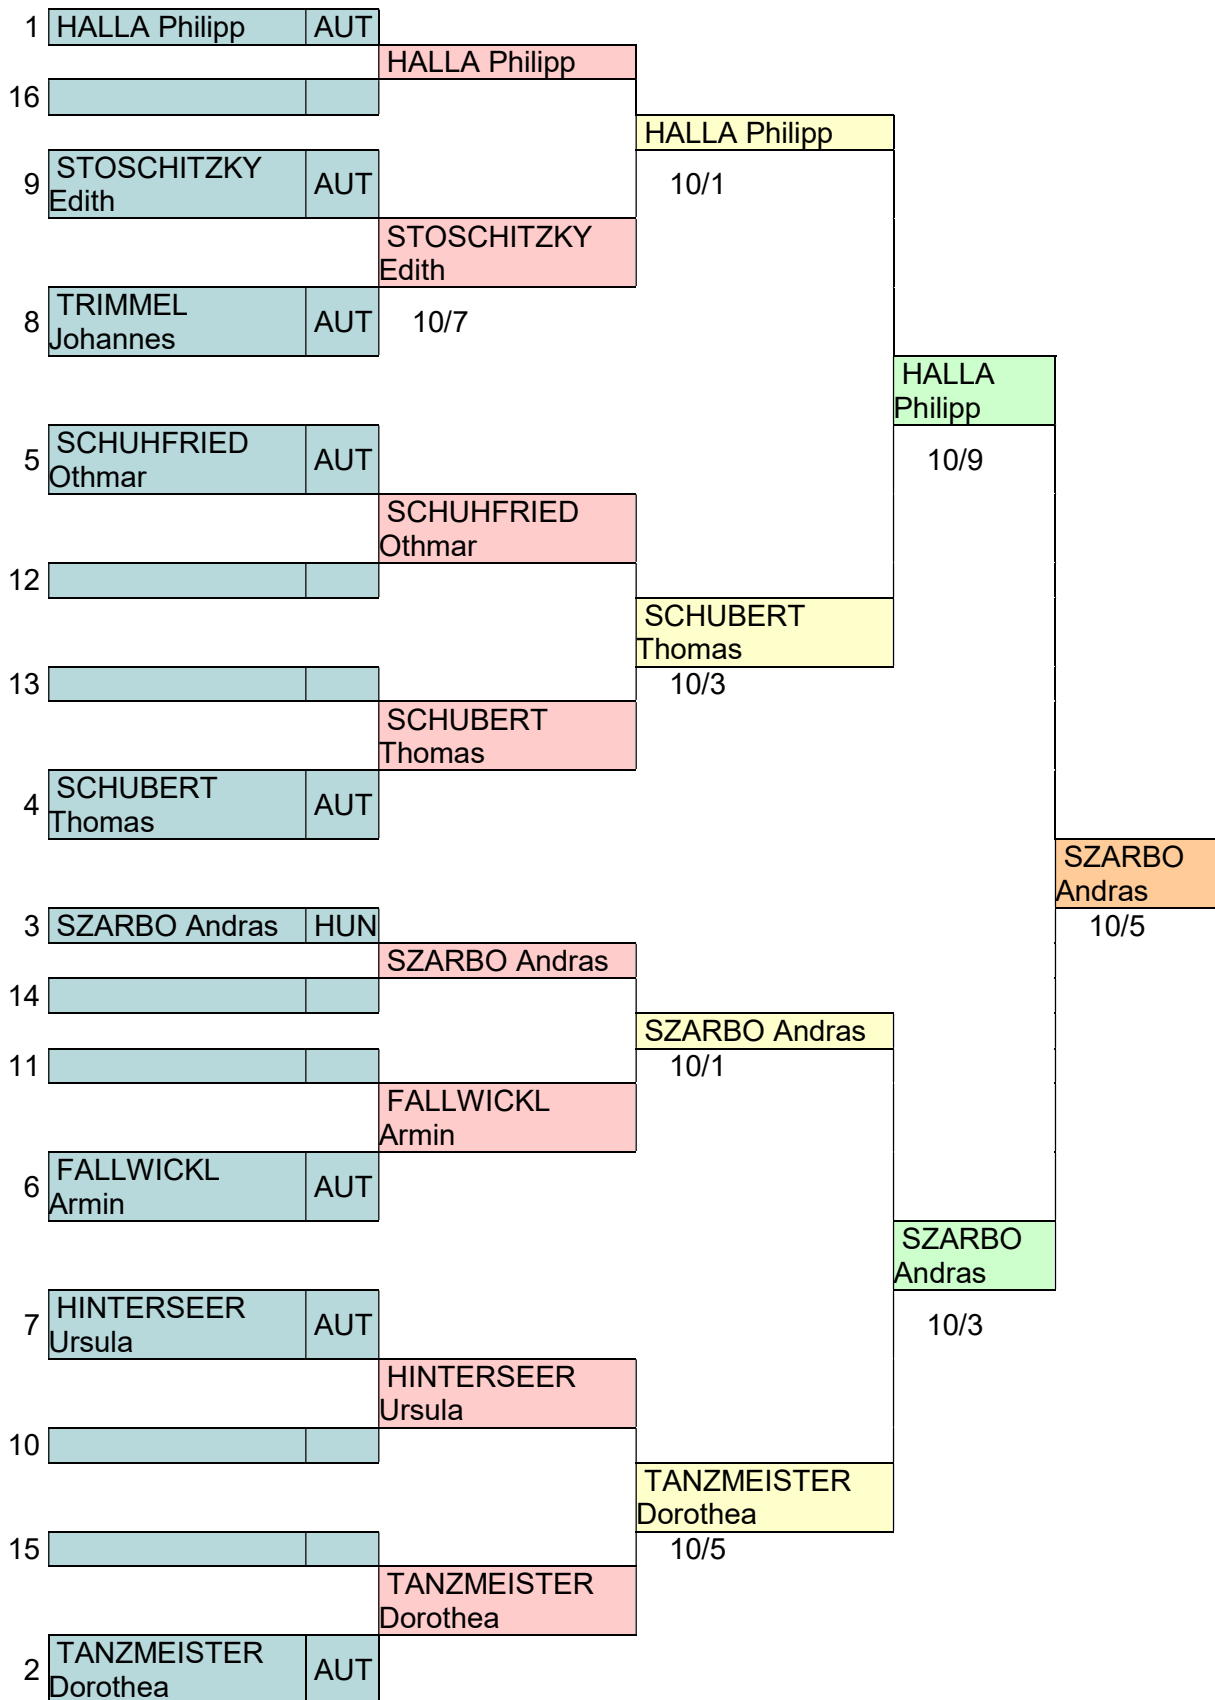 1 HALLA Philipp AUT
HALLA Philipp
16
HALLA Philipp
9 STOSCHITZKY Edith AUT
10/1
STOSCHITZKY
Edith
8 TRIMMEL Johannes AUT
10/7
HALLA
Philipp
5 SCHUHFRIED Othmar AUT
10/9
SCHUHFRIED
Othmar
12
SCHUBERT
Thomas
13
10/3
SCHUBERT
Thomas
4 SCHUBERT Thomas AUT
SZARBO
Andras
3 SZARBO Andras HUN
10/5
SZARBO Andras
14
SZARBO Andras
11
10/1
FALLWICKL
Armin
6 FALLWICKL Armin AUT
SZARBO
Andras
7 HINTERSEER Ursula AUT
10/3
HINTERSEER
Ursula
10
TANZMEISTER
Dorothea
15
10/5
TANZMEISTER
Dorothea
2 TANZMEISTER Dorothea AUT